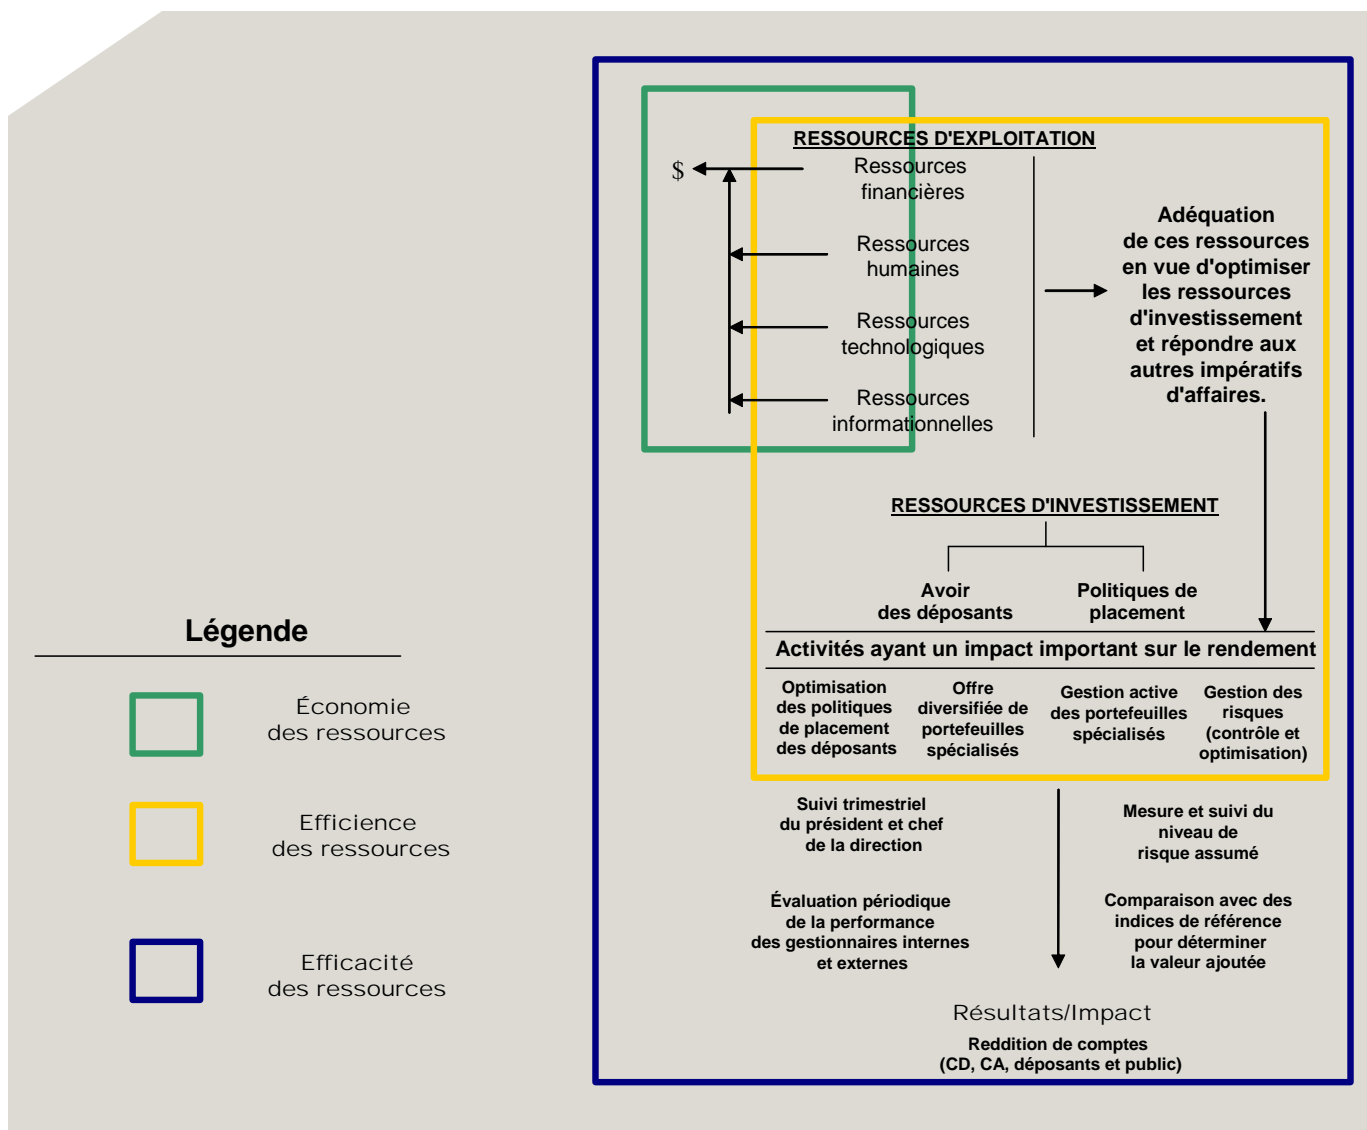 RESSOURCES D'EXPLOITATION
$
Ressources
financières
Ressources
humaines
Ressources
technologiques
Ressources
informationnelles
Adéquation
de ces ressources
en vue d'optimiser
les ressources
d'investissement
et répondre aux
autres impératifs
d'affaires.
RESSOURCES D'INVESTISSEMENT
Avoir
des déposants
Politiques de
placement
Activités ayant un impact important sur le rendement
Optimisation
des politiques
de placement
des déposants
Offre
diversifiée de
portefeuilles
spécialisés
Gestion active
des portefeuilles
spécialisés
Gestion des
risques
(contrôle et
optimisation)
Suivi trimestriel
du président et chef
de la direction
Mesure et suivi du
niveau de
risque assumé
Évaluation périodique
de la performance
des gestionnaires internes
et externes
Comparaison avec des
indices de référence
pour déterminer
la valeur ajoutée
Résultats/Impact
Reddition de comptes
(CD, CA, déposants et public)
Légende
Économie
des ressources
Efficience
des ressources
Efficacité
des ressources